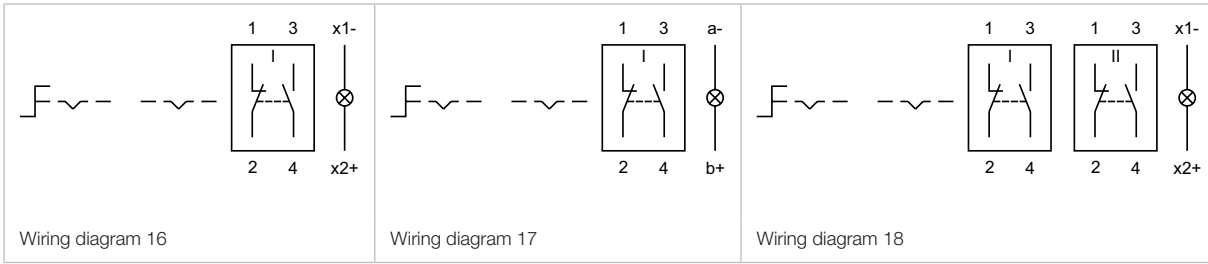 1 3 x1-
I
2 4 x2+
Wiring diagram 16
1 3 a-
I
2 4 b+
Wiring diagram 17
1 3 1 3 x1-
I II
2 4 2 4 x2+
Wiring diagram 18